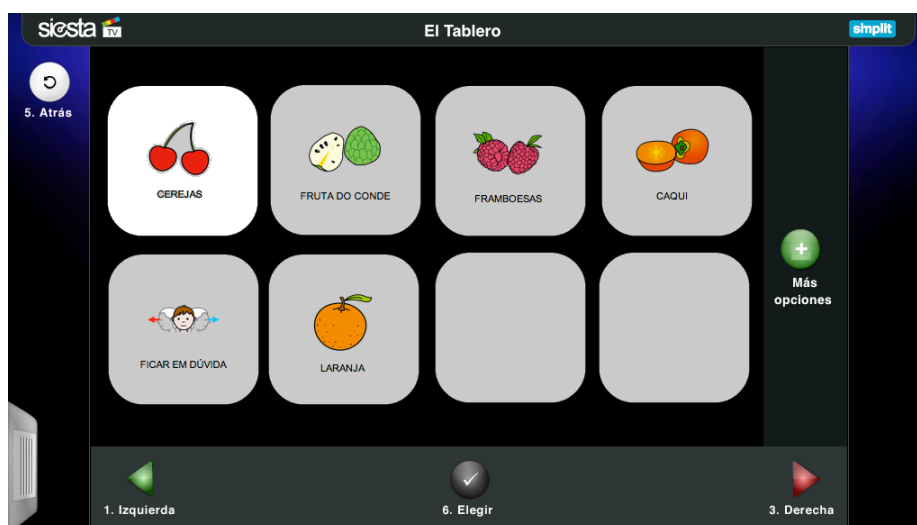 siesta TV
El Tablero
simplit
5. Atrás
CEREJAS
FRUTA DO CONDE
FRAMBOESAS
CAQUI
Más
opciones
FICAR EM DÚVIDA
LARANJA
1. Izquierda
6. Elegir
3. Derecha